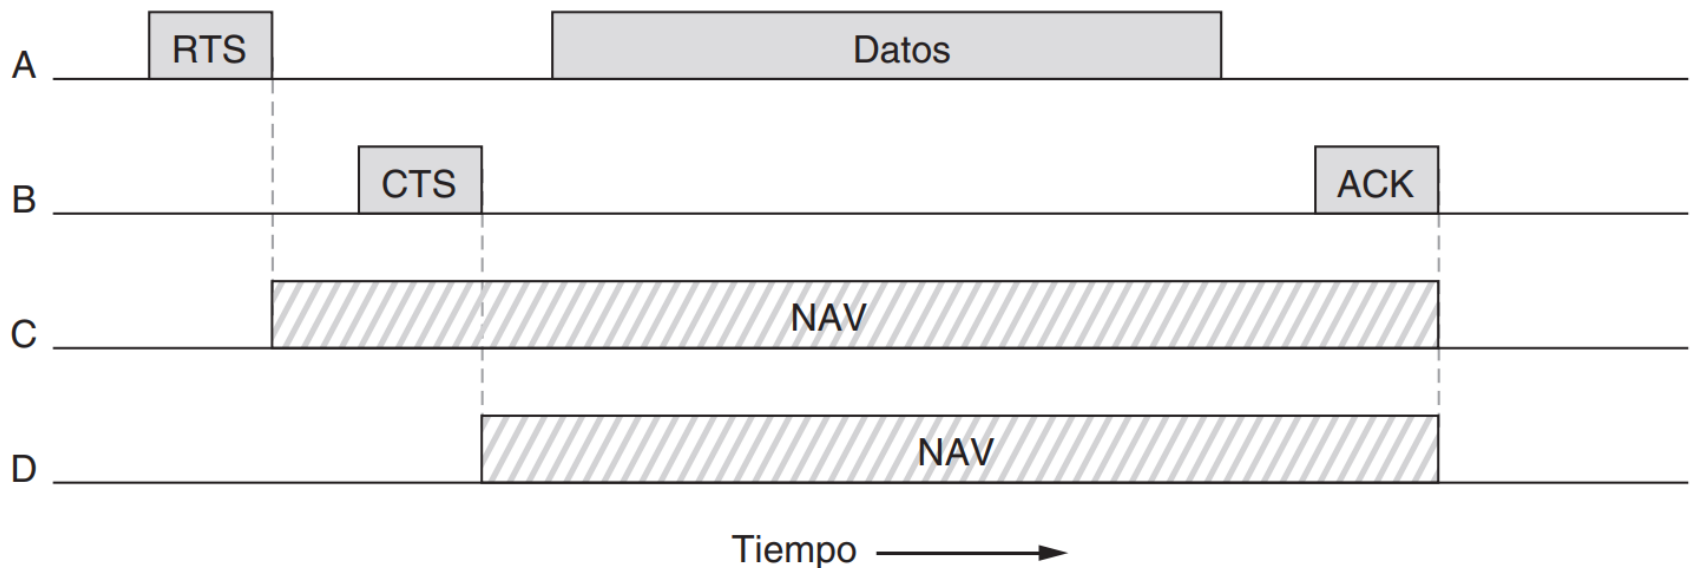 RTS
Datos
A
CTS
ACK
B
NAV
C
NAV
D
Tiempo